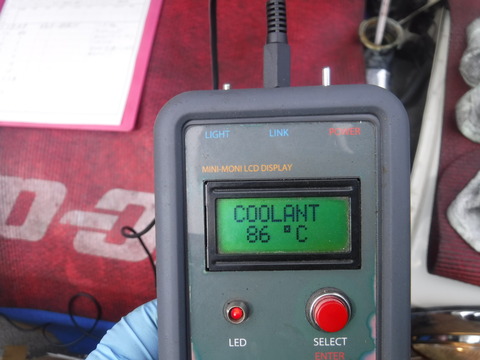 LIGHT LINK POWER
MINI-MONI LCD DISPLAY
COOLANT
86 °C
LED SELECT
ENTER